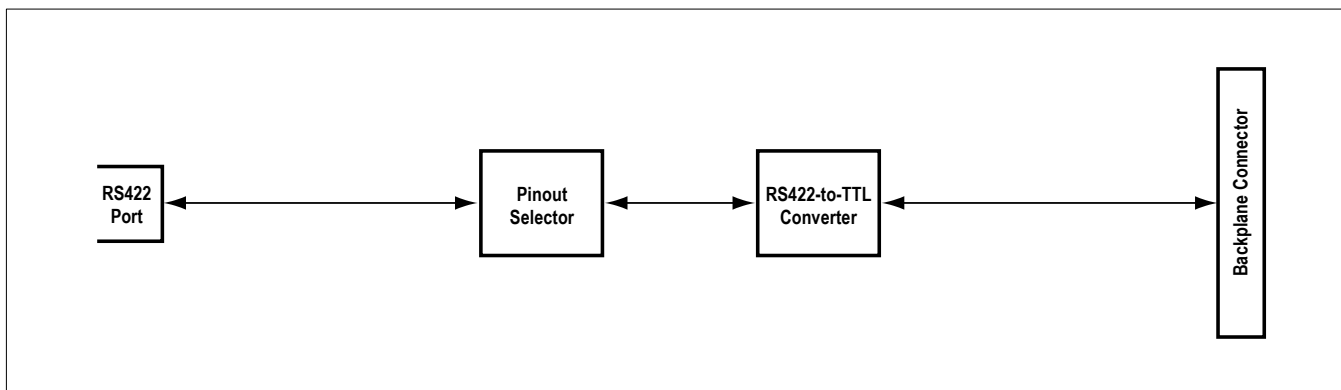 RS422
Port
Pinout
Selector
RS422-to-TTL
Converter
Backplane Connector